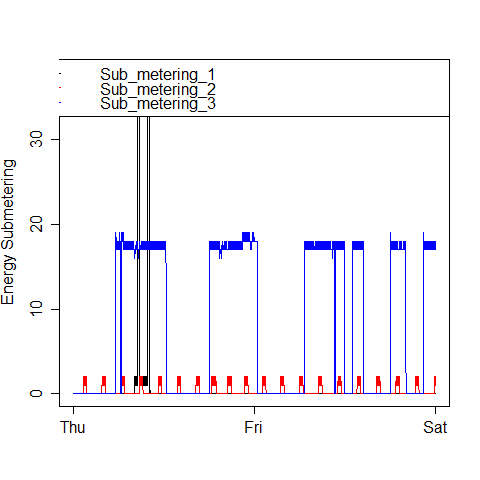 Sub_metering_1
Sub_metering_2
Sub_metering_3
Energy Submetering
30
20
10
0
Thu Fri Sat